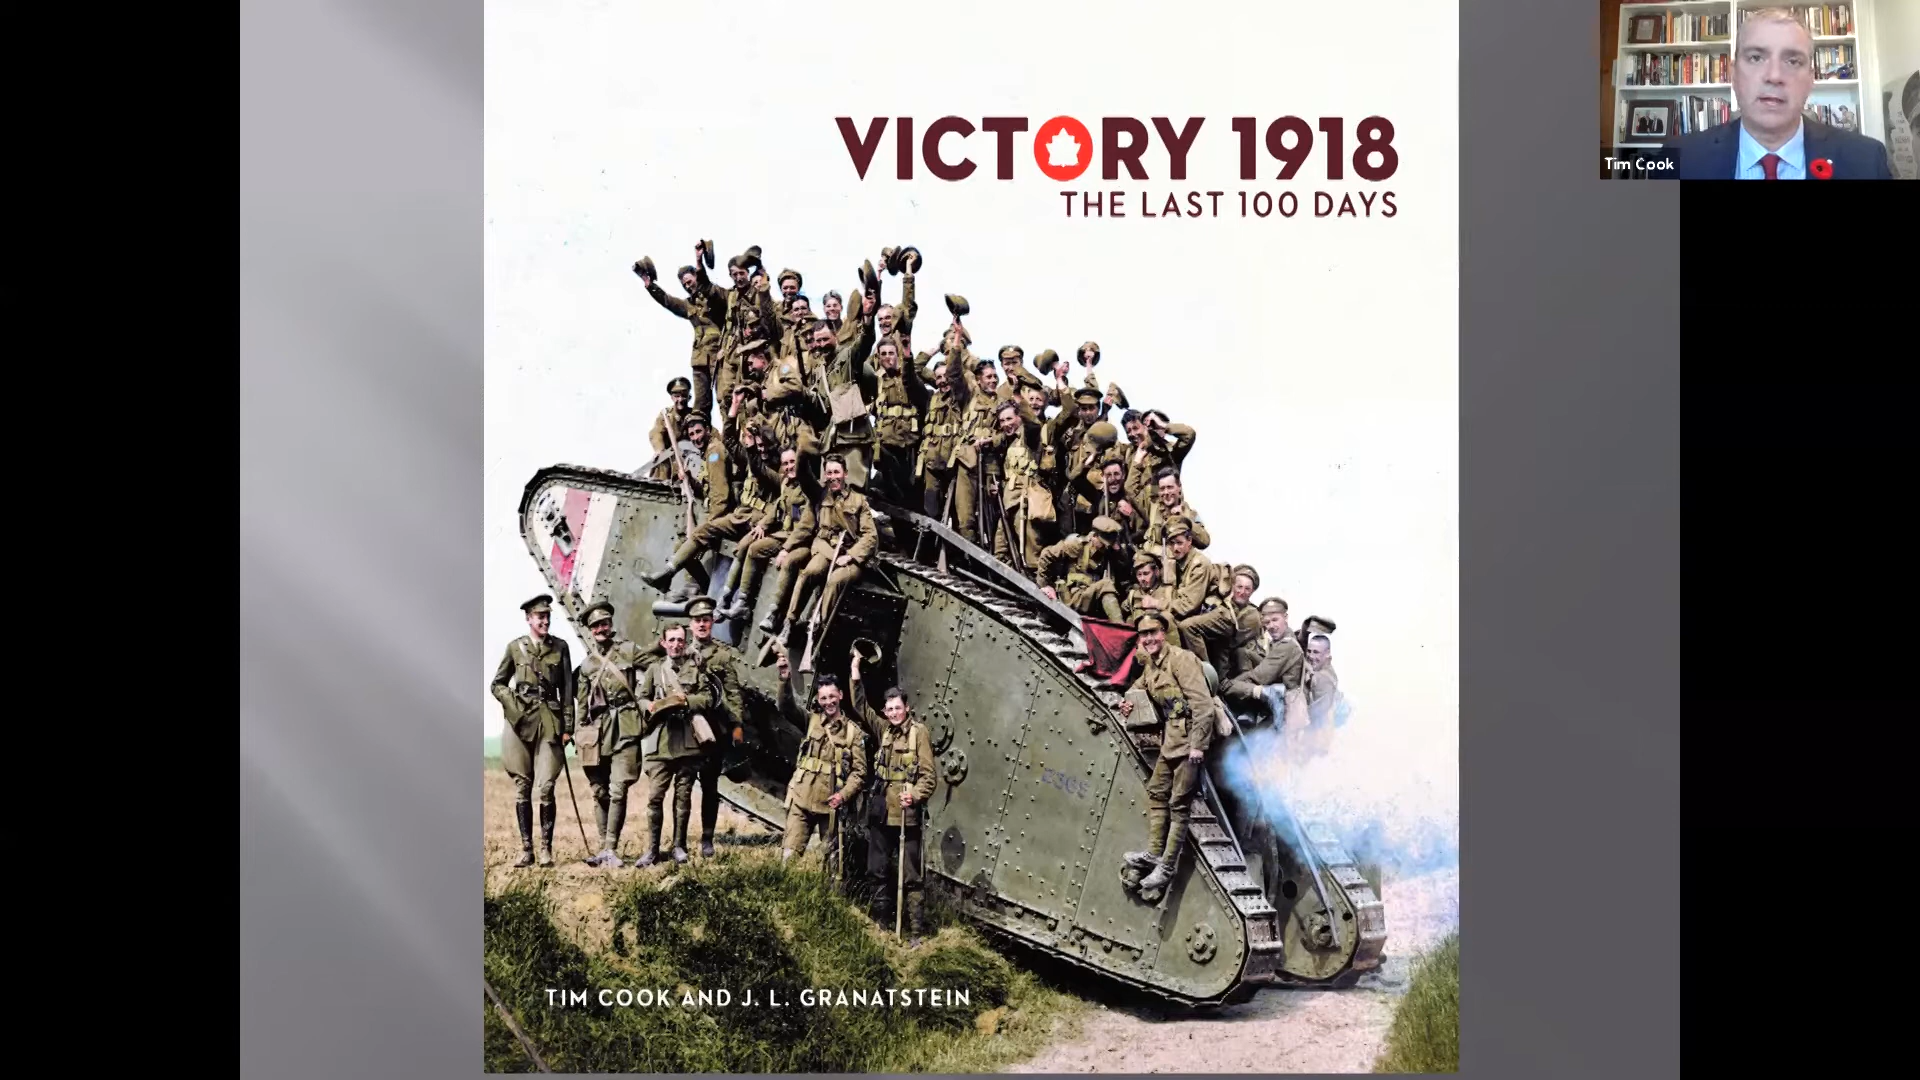 VICTORY 1918
THE LAST 100 DAYS
Tim Cook
TIM COOK AND J. L. GRANATSTEIN